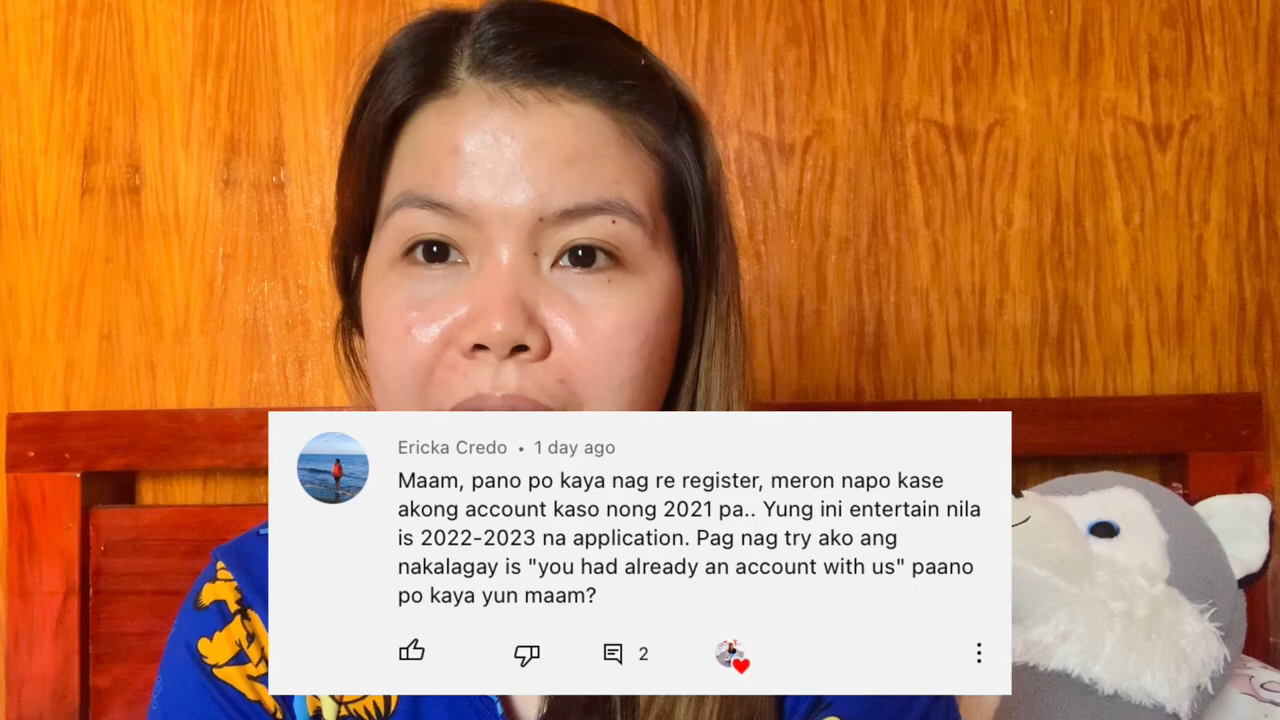 Ericka Credo • 1 day ago
Maam, pano po kaya nag re register, meron napo kase
akong account kaso nong 2021 pa.. Yung ini entertain nila
is 2022-2023 na application. Pag nag try ako ang
nakalagay is "you had already an account with us" paano
po kaya yun maam?
2